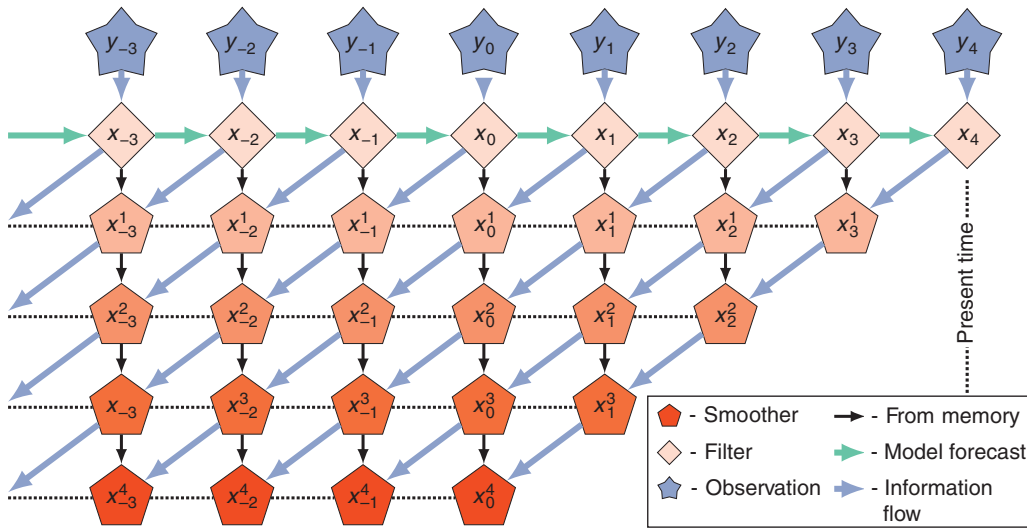 y₋₃ y₋₂ y₋₁ y₀ y₁ y₂ y₃ y₄
x₋₃ x₋₂ x₋₁ x₀ x₁ x₂ x₃ x₄
x¹₋₃ x¹₋₂ x¹₋₁ x¹₀ x¹₁ x¹₂ x¹₃
x²₋₃ x²₋₂ x²₋₁ x²₀ x²₁ x²₂
x₋₃ x³₋₂ x³₋₁ x³₀ x³₁
x⁴₋₃ x⁴₋₂ x⁴₋₁ x⁴₀
Present time
- Smoother
- Filter
- Observation
- From memory
- Model forecast
- Information
flow